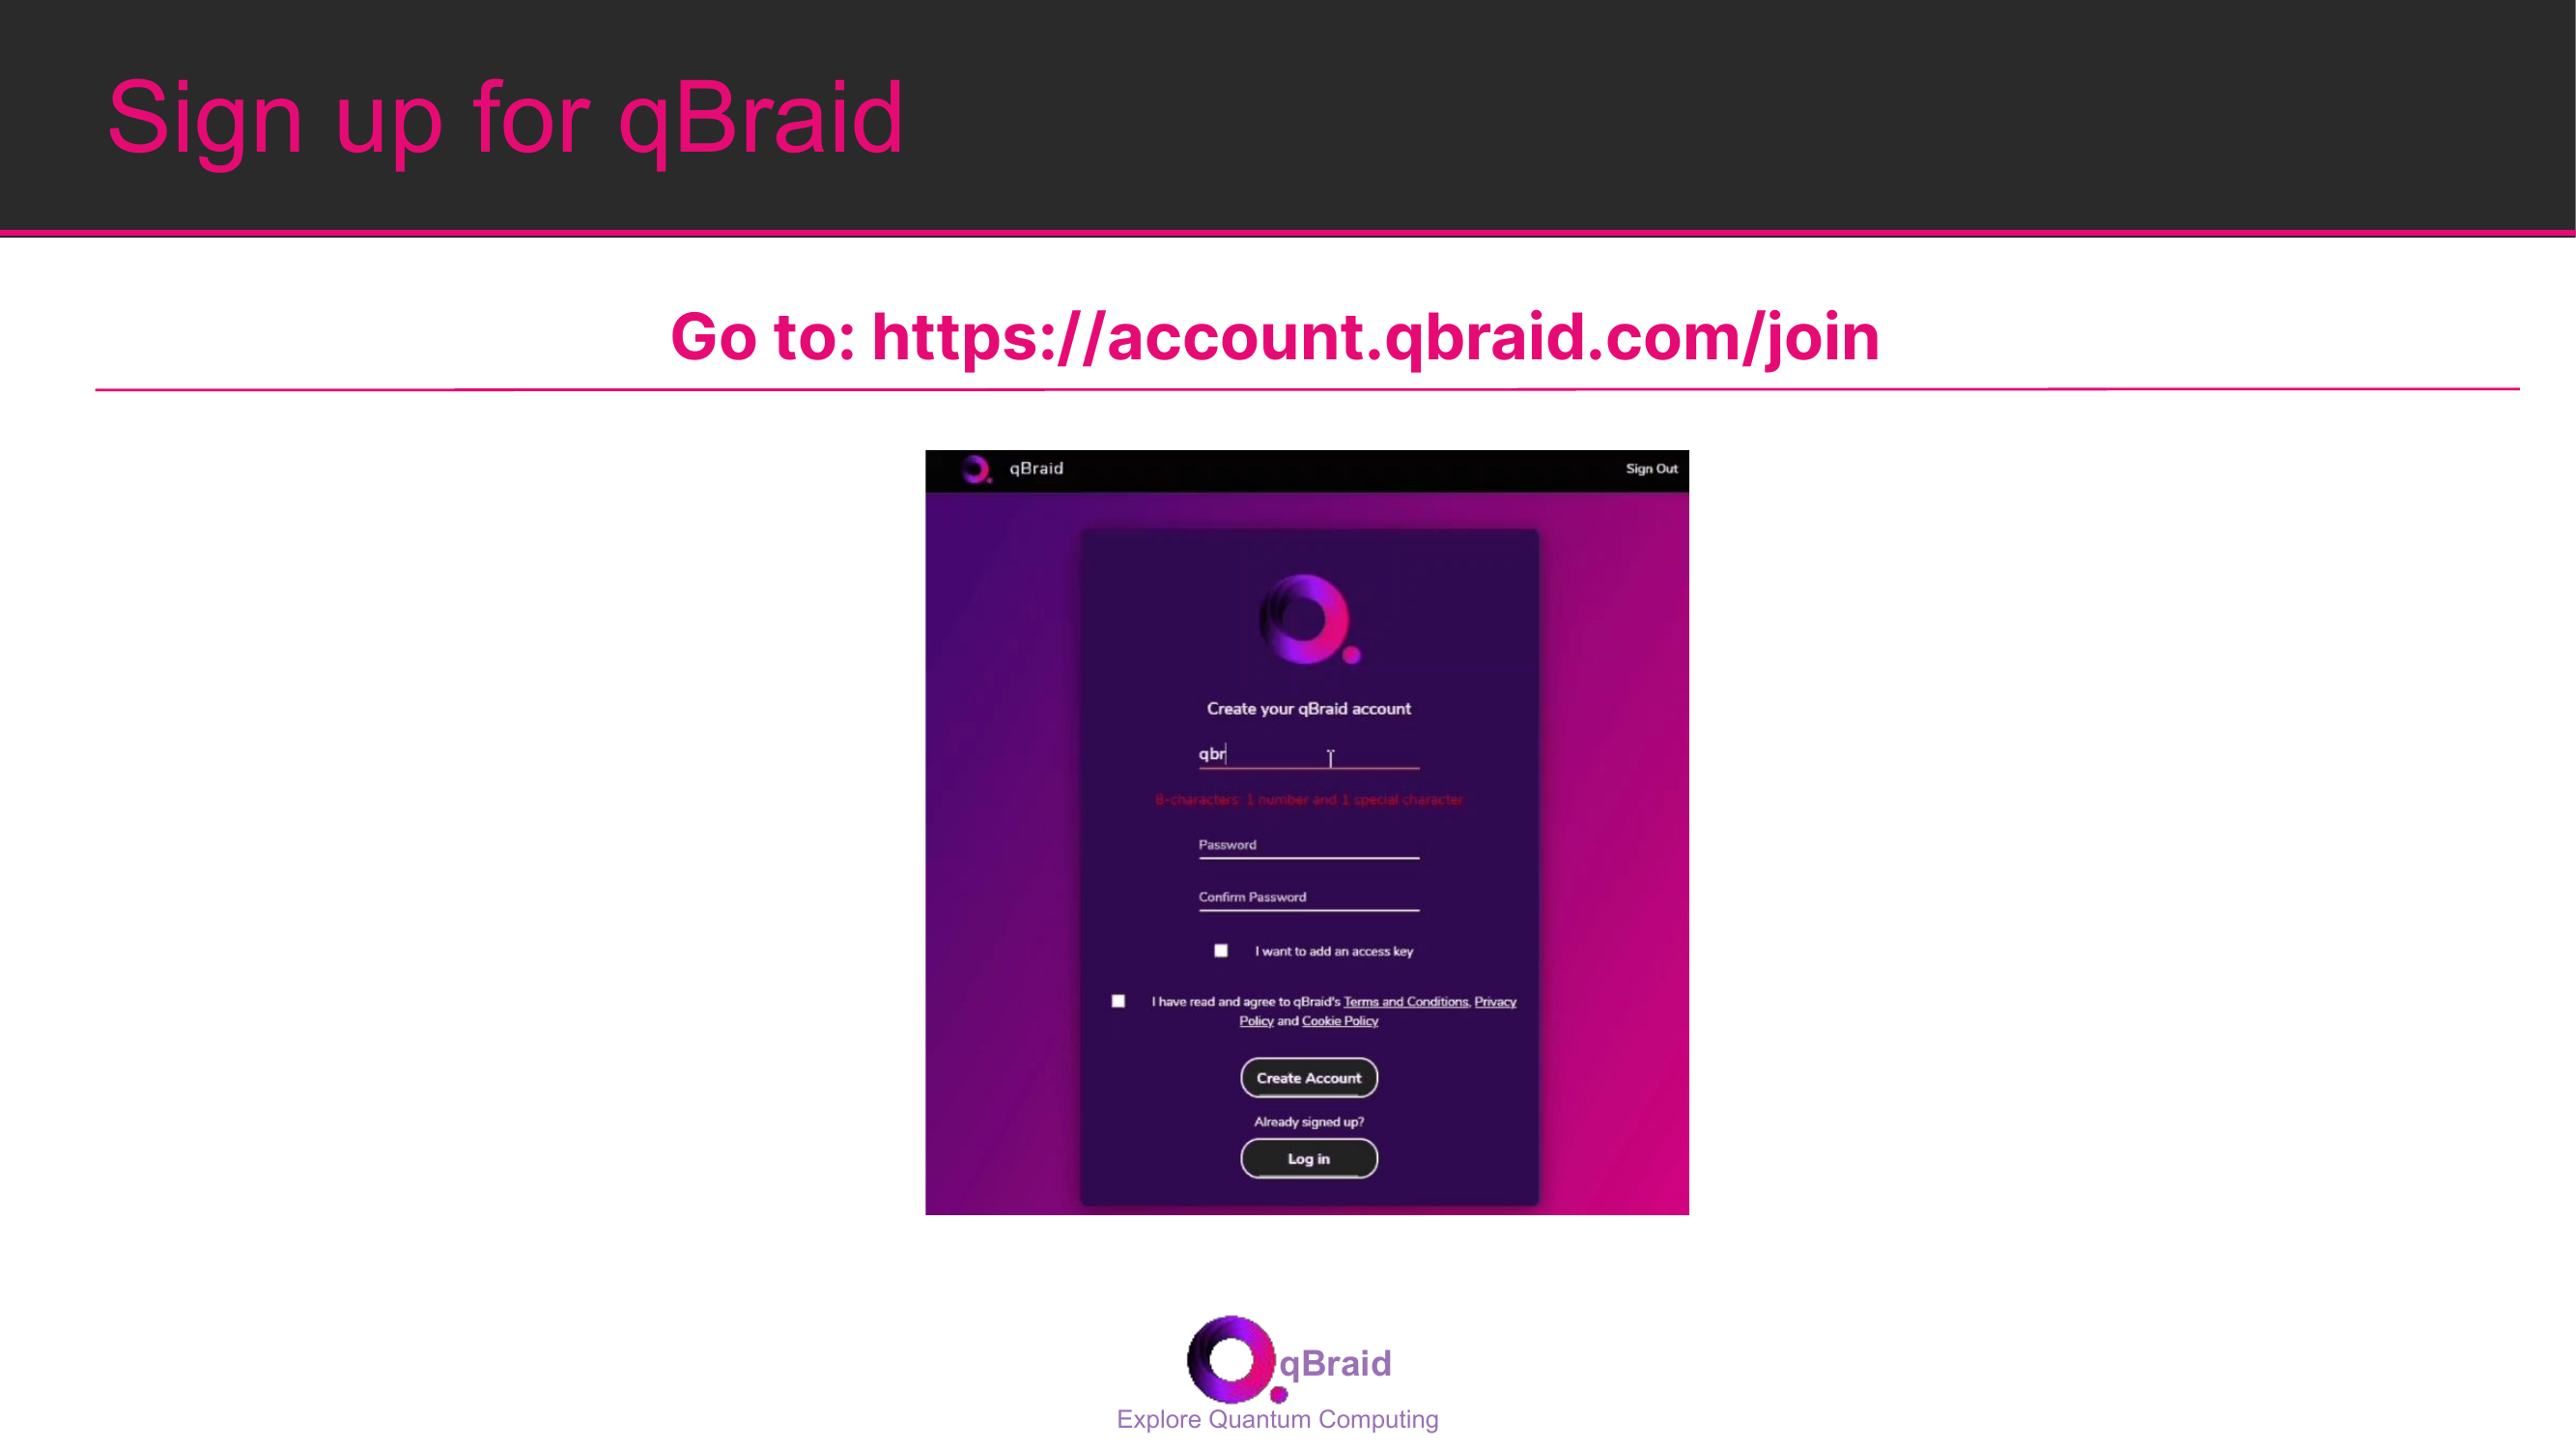 Sign up for qBraid
Go to: https://account.qbraid.com/join
qBraid
Sign Out
Create your qBraid account
qbr
8-characters: 1 number and 1 special character
Password
Confirm Password
I want to add an access key
I have read and agree to qBraid's Terms and Conditions, Privacy
Policy and Cookie Policy
Create Account
Already signed up?
Log in
qBraid
Explore Quantum Computing